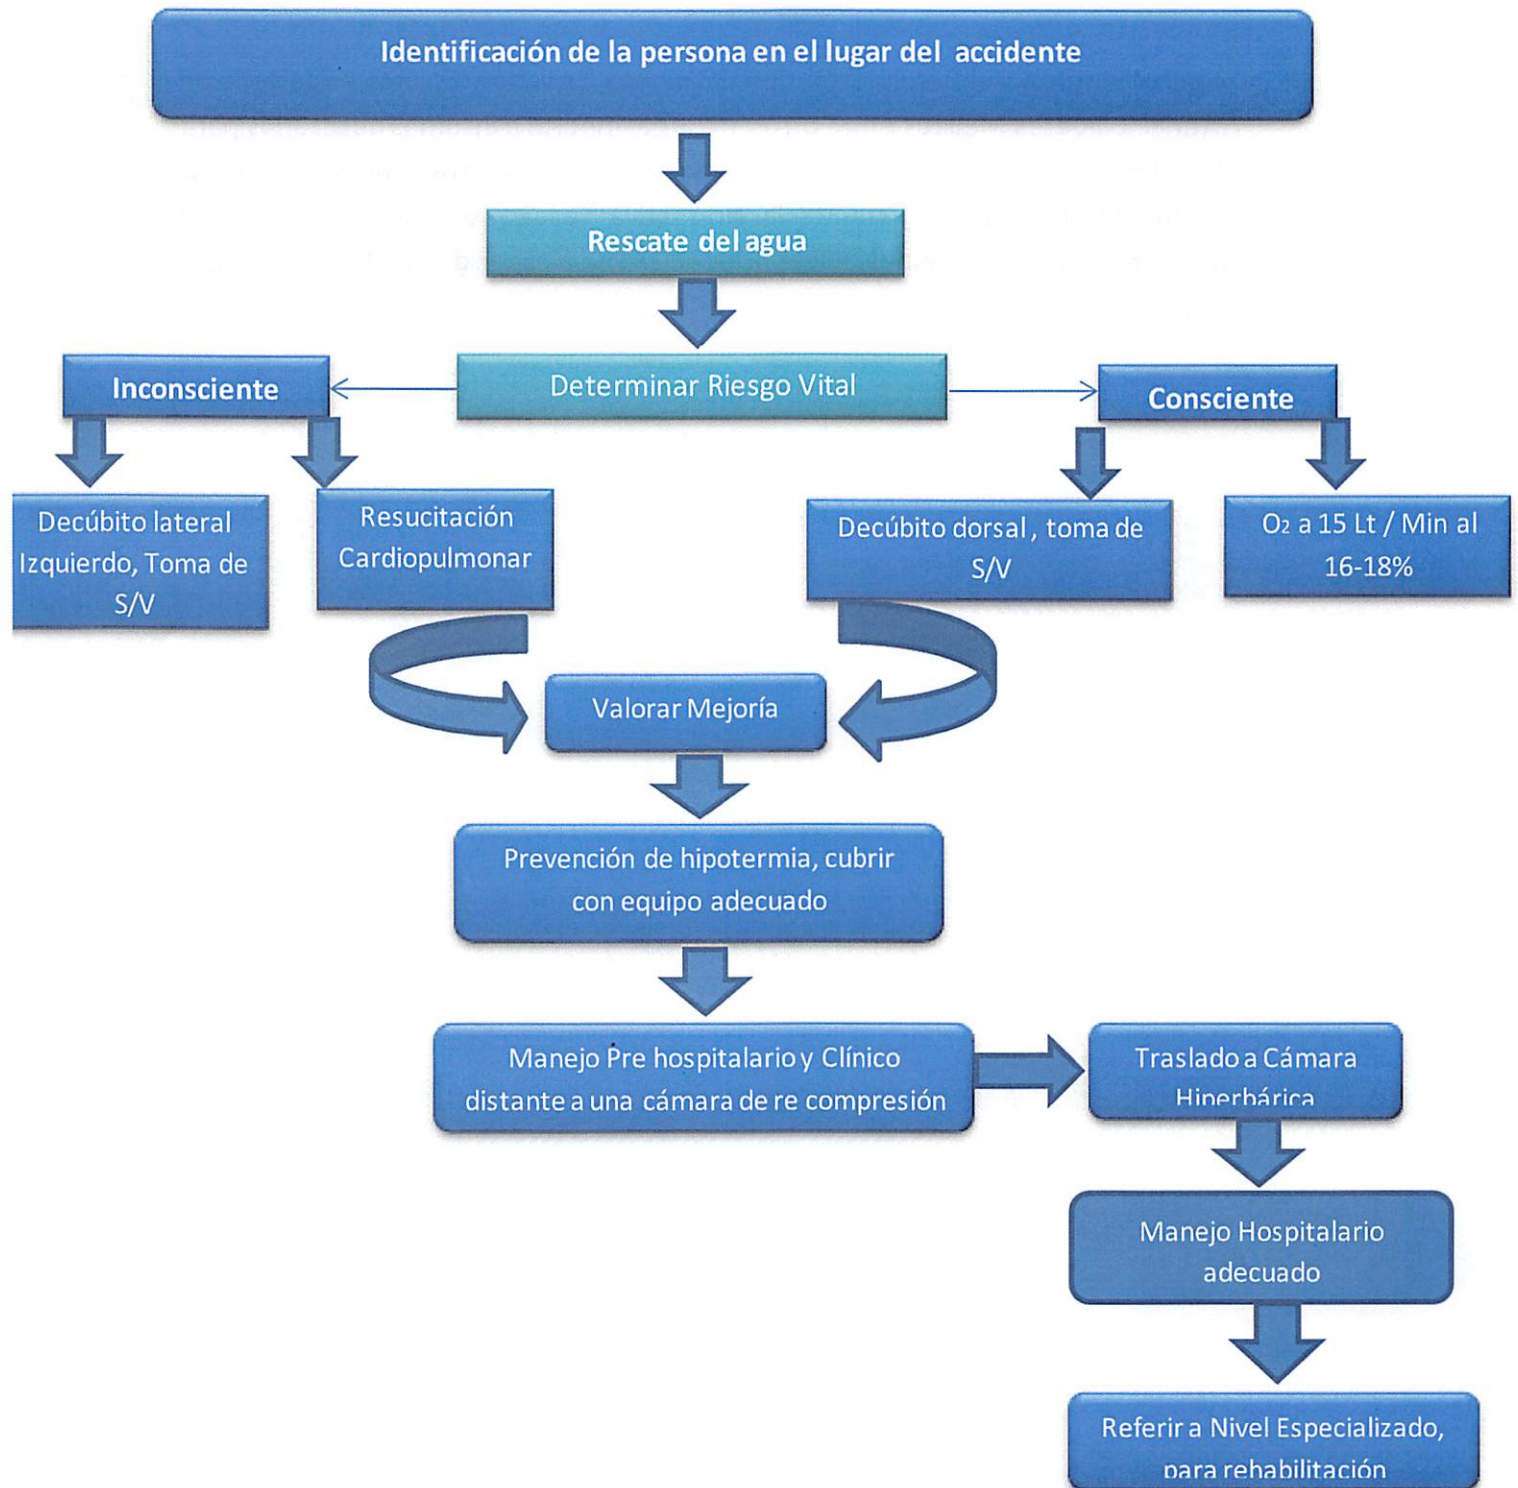 Identificación de la persona en el lugar del accidente
Rescate del agua
Determinar Riesgo Vital
Inconsciente
Consciente
Decúbito lateral
Izquierdo, Toma de
S/V
Resucitación
Cardiopulmonar
Decúbito dorsal, toma de
S/V
O₂ a 15 Lt / Min al
16-18%
Valorar Mejoría
Prevención de hipotermia, cubrir
con equipo adecuado
Manejo Pre hospitalario y Clínico
distante a una cámara de re compresión
Traslado a Cámara
Hiperbárica
Manejo Hospitalario
adecuado
Referir a Nivel Especializado,
para rehabilitación